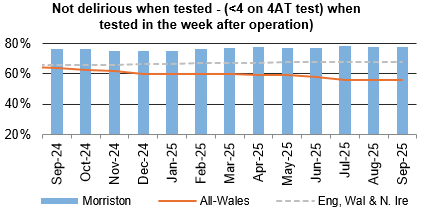 Not delirious when tested - (<4 on 4AT test) when
tested in the week after operation)
80%
60%
40%
20%
Sep-24
Oct-24
Nov-24
Dec-24
Jan-25
Feb-25
Mar-25
Apr-25
May-25
Jun-25
Jul-25
Aug-25
Sep-25
Morriston
All-Wales
Eng, Wal & N. Ire